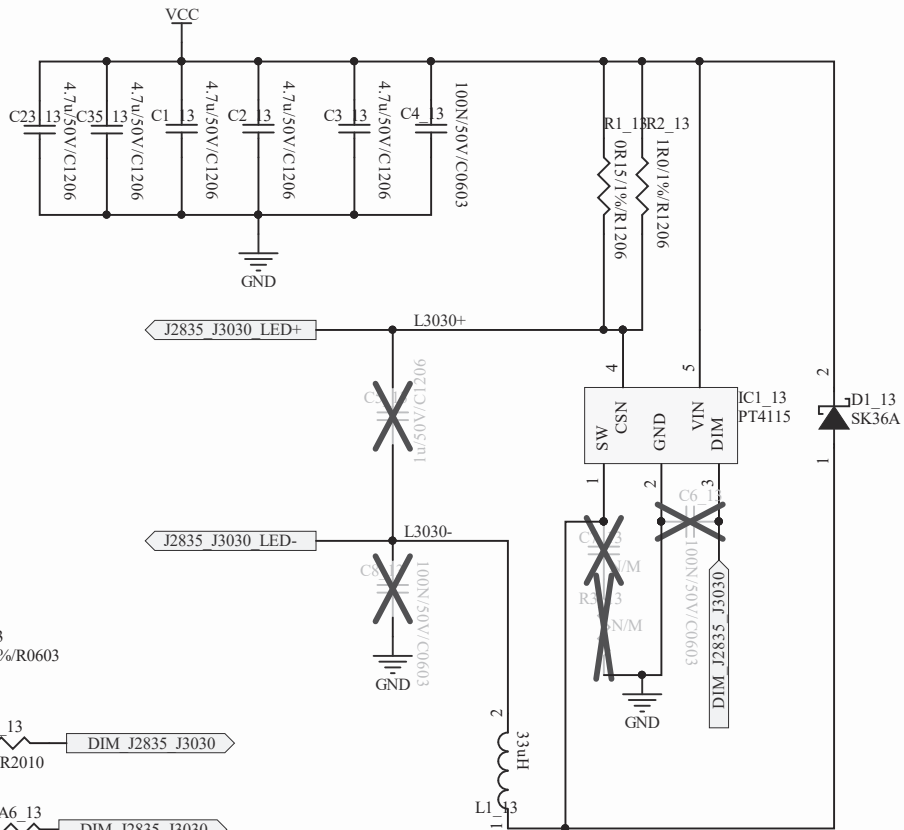 VCC
C23_13
4.7u/50V/C1206
C35_13
4.7u/50V/C1206
C1_13
4.7u/50V/C1206
C2_13
4.7u/50V/C1206
C3_13
4.7u/50V/C1206
C4_13
100N/50V/C0603
GND
R1_13
0R15/1%/R1206
R2_13
1R0/1%/R1206
J2835_J3030_LED+
L3030+
1u/50V/C1206
4
5
SW
CSN
GND
VIN
DIM
IC1_13
PT4115
2
D1_13
SK36A
1
1
2
3
J2835_J3030_LED-
L3030-
100N/50V/C0603
GND
N/M
N/M
100N/50V/C0603
DIM_J2835_J3030
GND
3
%/R0603
_13
R2010
DIM_J2835_J3030
A6_13
DIM_J2835_J3030
2
33uH
L1_13
1